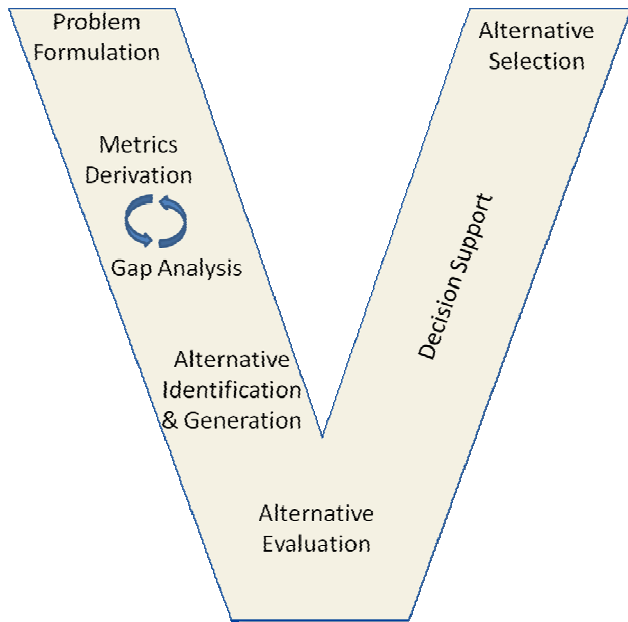 Problem
Formulation
Metrics
Derivation
Gap Analysis
Alternative
Identification
& Generation
Alternative
Evaluation
Decision Support
Alternative
Selection